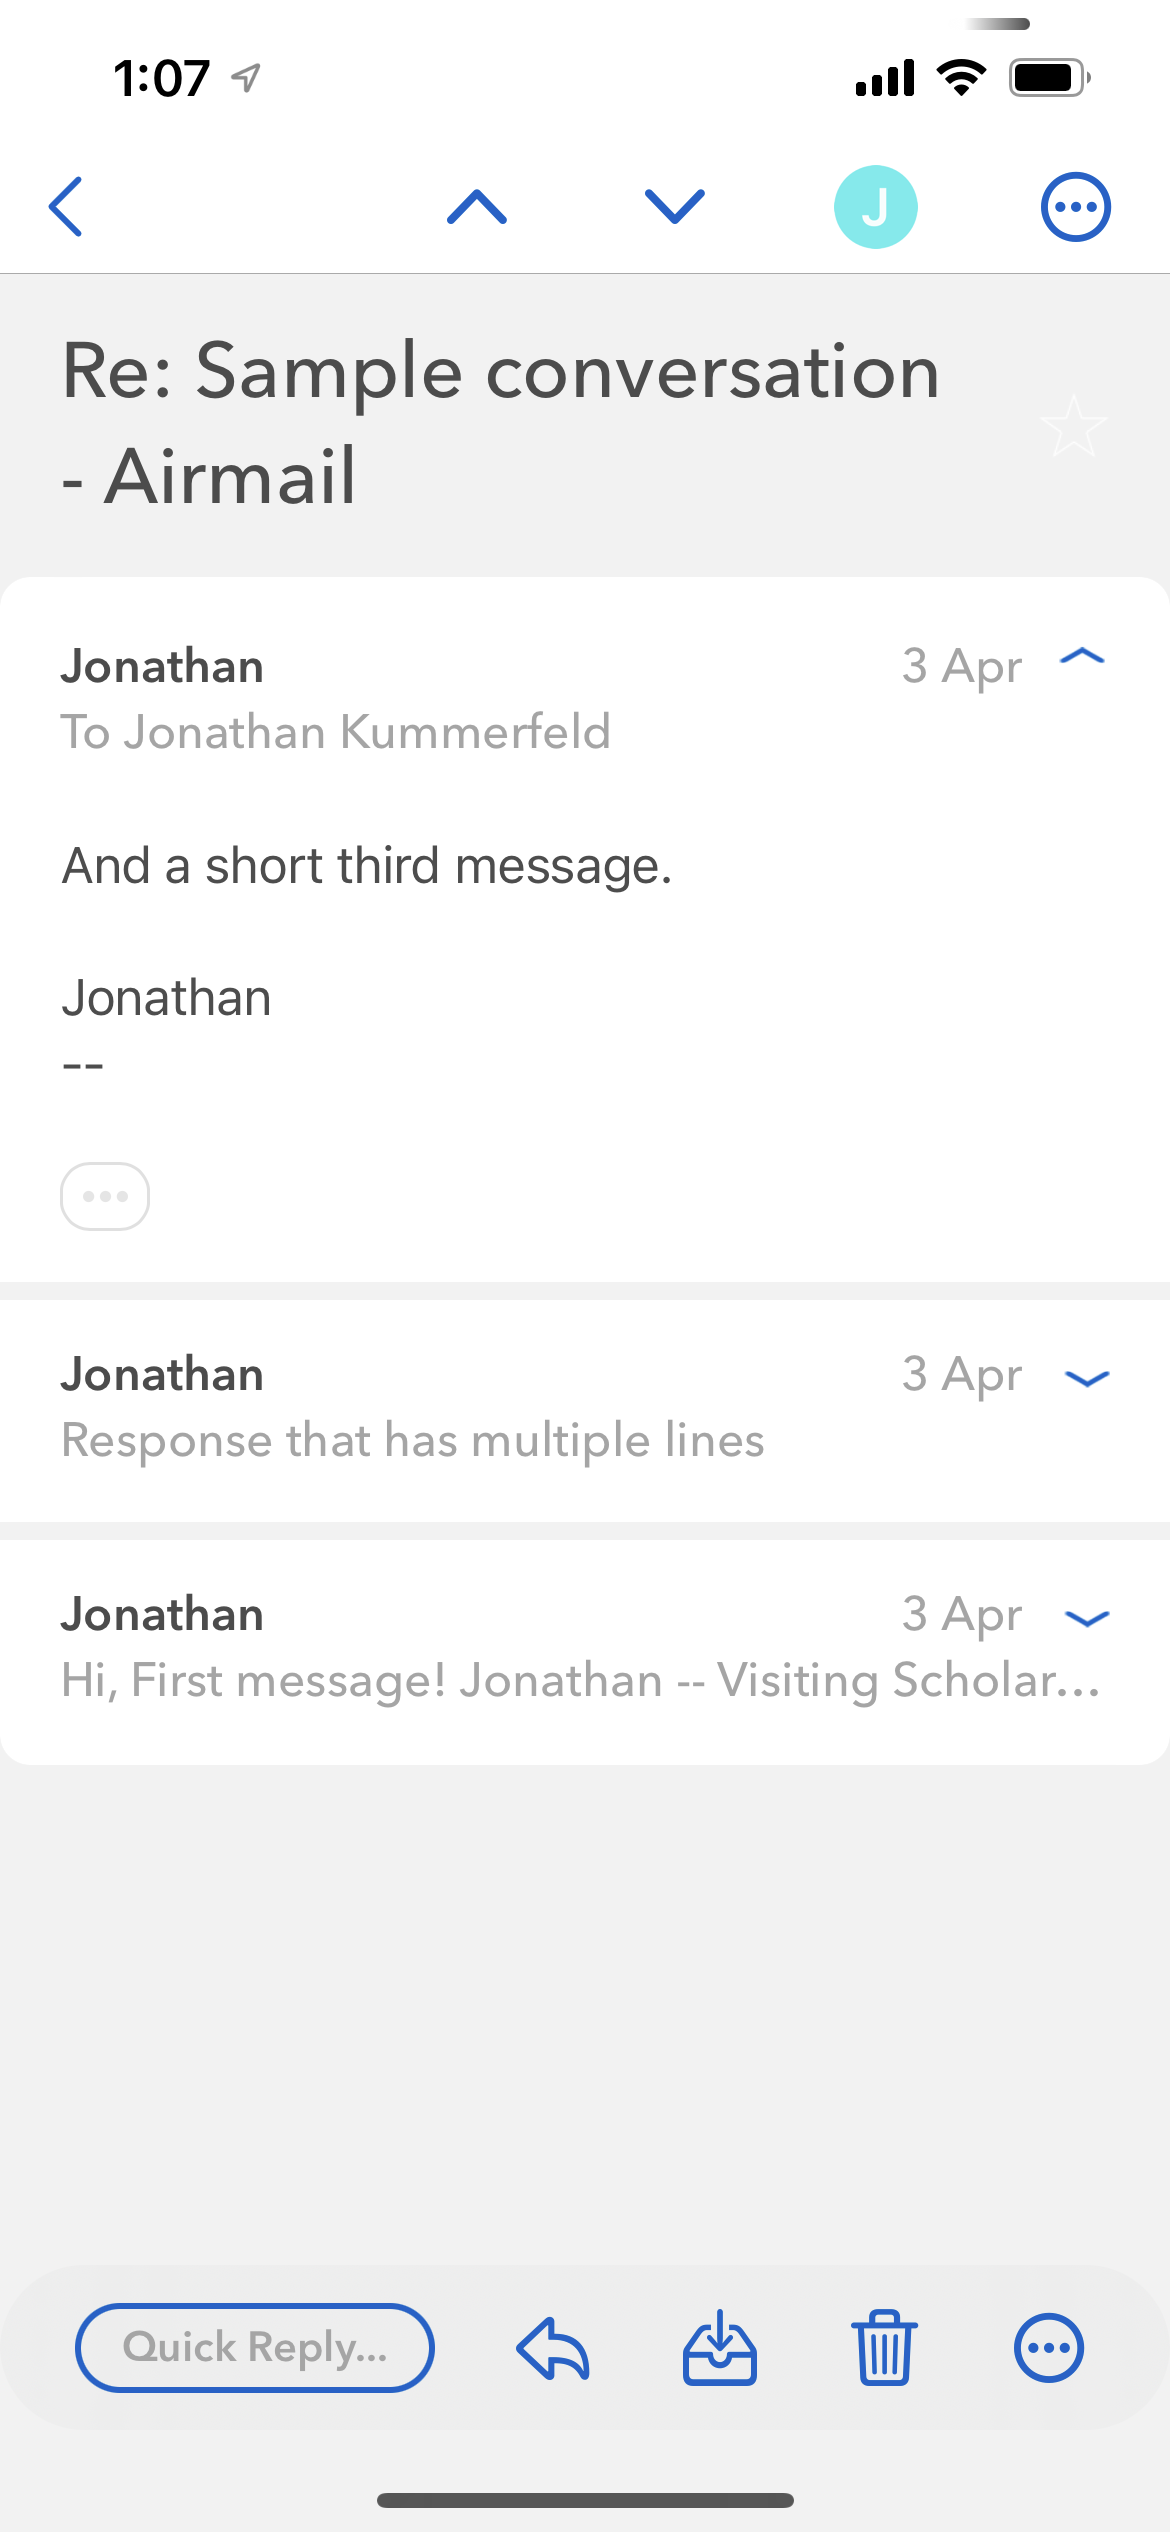 1:07
J
Re: Sample conversation
- Airmail
Jonathan 3 Apr
To Jonathan Kummerfeld
And a short third message.
Jonathan
--
Jonathan 3 Apr
Response that has multiple lines
Jonathan 3 Apr
Hi, First message! Jonathan -- Visiting Scholar...
Quick Reply...